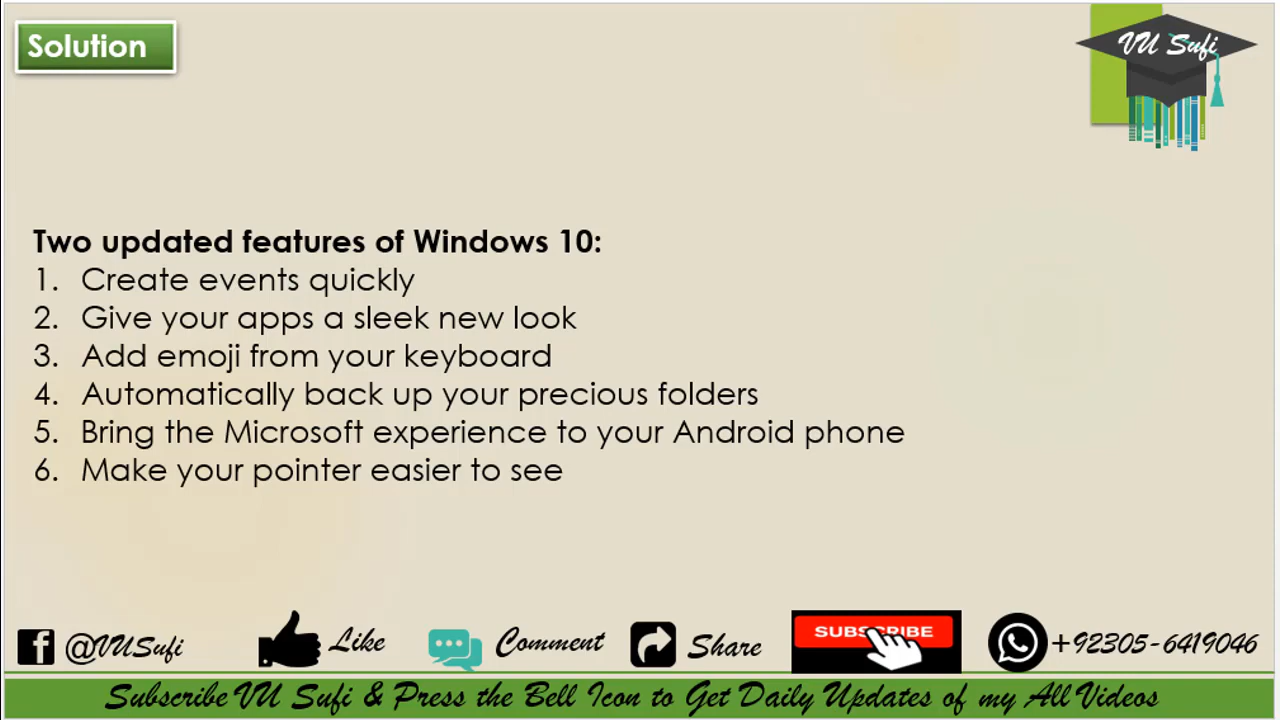 Solution
VU Sufi
Two updated features of Windows 10:
1. Create events quickly
2. Give your apps a sleek new look
3. Add emoji from your keyboard
4. Automatically back up your precious folders
5. Bring the Microsoft experience to your Android phone
6. Make your pointer easier to see
@VUSufi Like Comment Share SUBSCRIBE +92305-6419046
Subscribe VU Sufi & Press the Bell Icon to Get Daily Updates of my All Videos